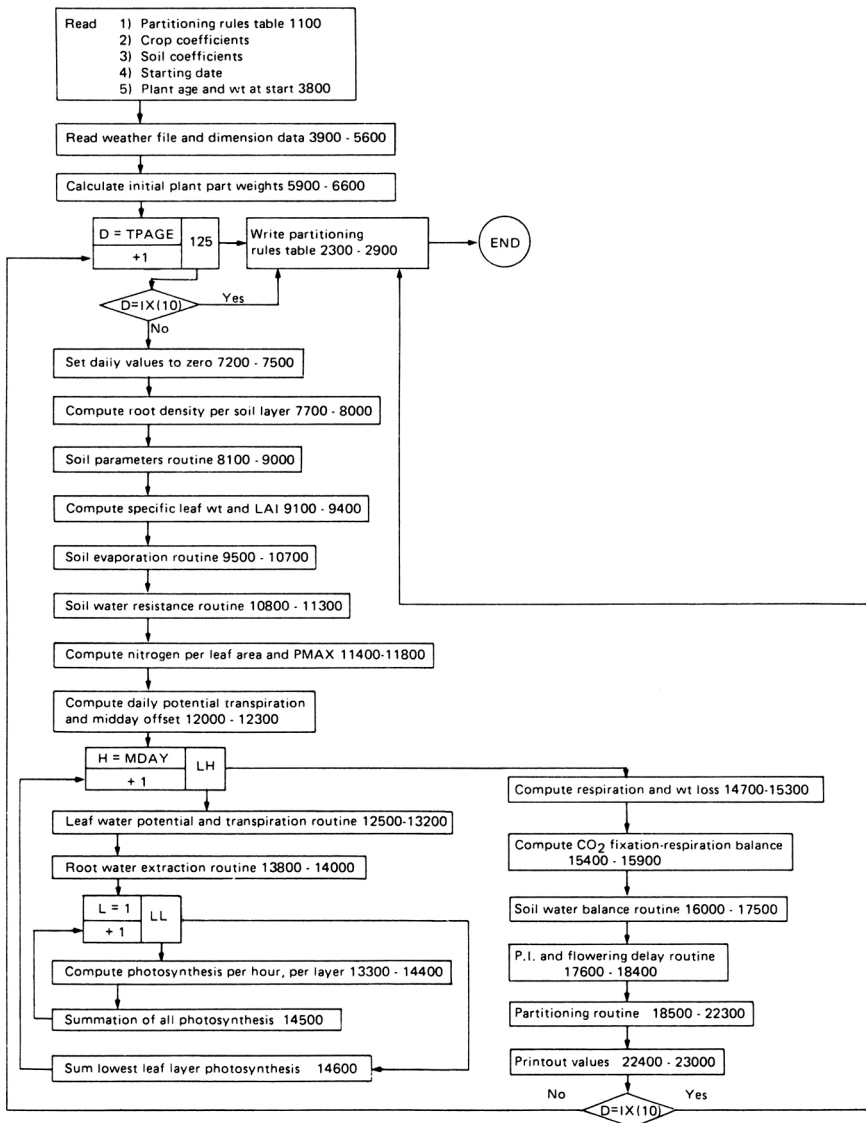 Read 1) Partitioning rules table 1100
2) Crop coefficients
3) Soil coefficients
4) Starting date
5) Plant age and wt at start 3800
Read weather file and dimension data 3900 - 5600
Calculate initial plant part weights 5900 - 6600
D = TPAGE
+1
125
Write partitioning
rules table 2300 - 2900
END
D=IX(10)
Yes
No
Set daily values to zero 7200 - 7500
Compute root density per soil layer 7700 - 8000
Soil parameters routine 8100 - 9000
Compute specific leaf wt and LAI 9100 - 9400
Soil evaporation routine 9500 - 10700
Soil water resistance routine 10800 - 11300
Compute nitrogen per leaf area and PMAX 11400-11800
Compute daily potential transpiration
and midday offset 12000 - 12300
H = MDAY
+ 1
LH
Leaf water potential and transpiration routine 12500-13200
Root water extraction routine 13800 - 14000
L = 1
+ 1
LL
Compute photosynthesis per hour, per layer 13300 - 14400
Summation of all photosynthesis 14500
Sum lowest leaf layer photosynthesis 14600
Compute respiration and wt loss 14700-15300
Compute CO₂ fixation-respiration balance
15400 - 15900
Soil water balance routine 16000 - 17500
P.I. and flowering delay routine
17600 - 18400
Partitioning routine 18500 - 22300
Printout values 22400 - 23000
No
D=IX(10)
Yes